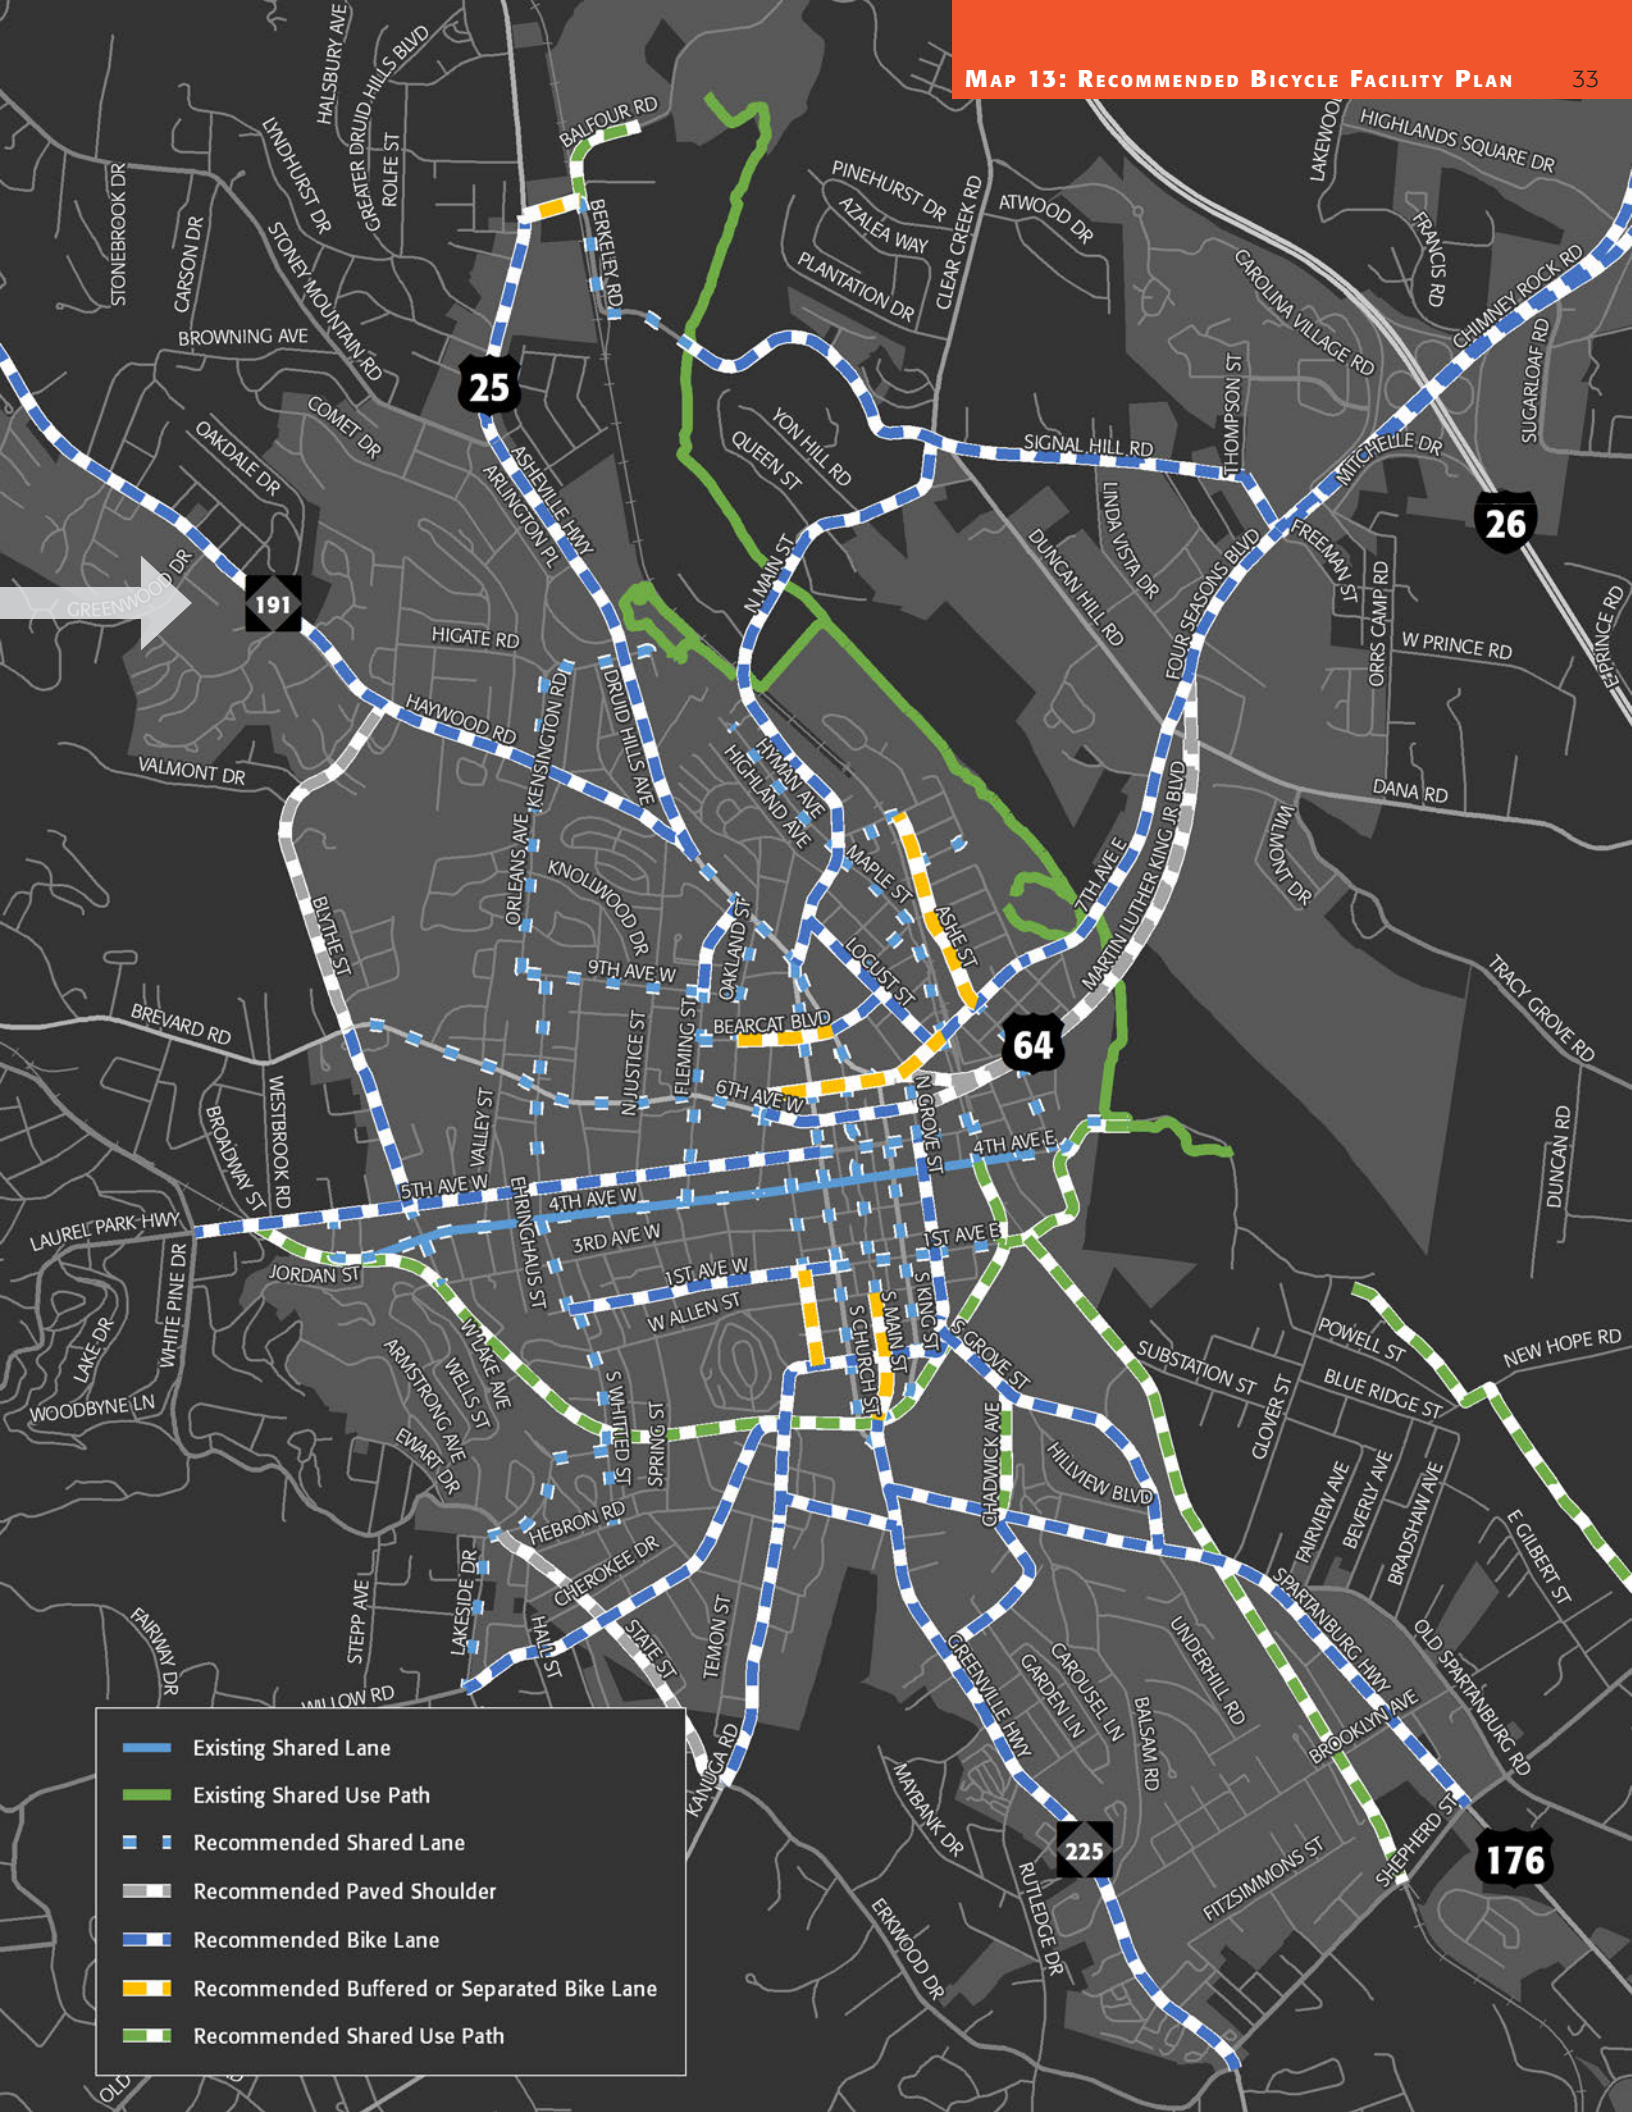 MAP 13: RECOMMENDED BICYCLE FACILITY PLAN 33
HALSBURY AVE
GREATER DRUID HILLS BLVD
LYNDHURST DR
ROLFE ST
STONEBROOK DR
CARSON DR
STONEY MOUNTAIN RD
BROWNING AVE
COMET DR
OAKDALE DR
BALFOUR RD
BERKELEY RD
PINEHURST DR
AZALEA WAY
PLANTATION DR
CLEAR CREEK RD
ATWOOD DR
HIGHLANDS SQUARE DR
FRANCIS RD
CAROLINA VILLAGE RD
CHIMNEY ROCK RD
SUGARLOAF RD
THOMPSON ST
MITCHELLE DR
25
26
ASHEVILLE HWY
ARLINGTON PL
YON HILL RD
QUEEN ST
SIGNAL HILL RD
LINDA VISTA DR
DUNCAN HILL RD
FOUR SEASONS BLVD
FREEMAN ST
ORRS CAMP RD
W PRINCE RD
E PRINCE RD
GREENWOOD DR
191
HIGATE RD
N MAIN ST
HAYWOOD RD
KENSINGTON RD
DRUID HILLS AVE
HYMAN AVE
HIGHLAND AVE
VALMONT DR
DANA RD
WILMONT DR
MARTIN LUTHER KING JR BLVD
7TH AVE E
ORLEANS AVE
KNOLLWOOD DR
MAPLE ST
ASHE ST
LOCUST ST
OAKLAND ST
9TH AVE W
BLYTHE ST
BREVARD RD
BEARCAT BLVD
64
TRACY GROVE RD
N JUSTICE ST
FLEMING ST
6TH AVE W
N GROVE ST
4TH AVE E
DUNCAN RD
WESTBROOK RD
BROADWAY ST
VALLEY ST
5TH AVE W
4TH AVE W
3RD AVE W
EHRINGHAUS ST
1ST AVE W
1ST AVE E
W ALLEN ST
LAUREL PARK HWY
JORDAN ST
WHITE PINE DR
LAKE DR
WOODBYNE LN
W LAKE AVE
WELLS ST
ARMSTRONG AVE
EWART DR
S WHITTED ST
SPRING ST
S CHURCH ST
S MAIN ST
S KING ST
S GROVE ST
CHADWICK AVE
HILLVIEW BLVD
SUBSTATION ST
GLOVER ST
POWELL ST
BLUE RIDGE ST
NEW HOPE RD
FAIRVIEW AVE
BEVERLY AVE
BRADSHAW AVE
E GILBERT ST
HEBRON RD
CHEROKEE DR
LAKESIDE DR
STEPP AVE
FAIRWAY DR
HALL ST
STATE ST
TEMON ST
WILLOW RD
KANUGA RD
GREENVILLE HWY
GARDEN LN
CAROUSEL LN
BALSAM RD
UNDERHILL RD
SPARTANBURG HWY
OLD SPARTANBURG RD
BROOKLYN AVE
SHEPHERD ST
MAYBANK DR
ERKWOOD DR
RUTLEDGE DR
FITZSIMMONS ST
225
176
Existing Shared Lane
Existing Shared Use Path
Recommended Shared Lane
Recommended Paved Shoulder
Recommended Bike Lane
Recommended Buffered or Separated Bike Lane
Recommended Shared Use Path
OLD